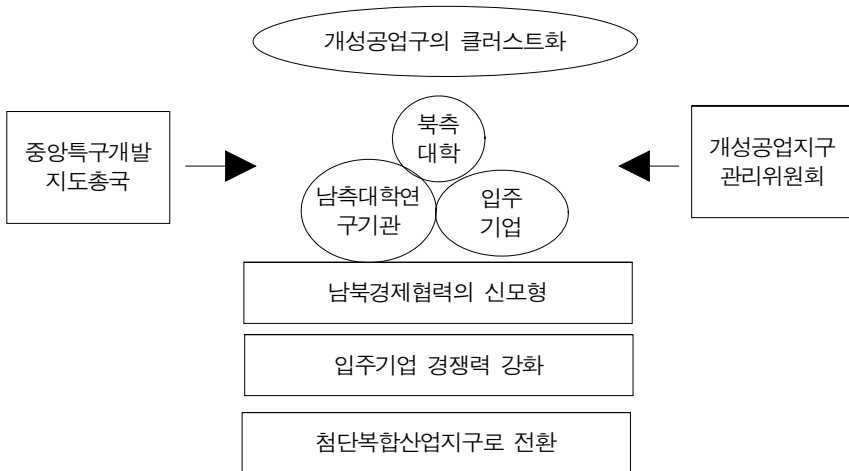 개성공업구의 클러스트화
북측
대학
중앙특구개발
지도총국
개성공업지구
관리위원회
남측대학연
구기관
입주
기업
남북경제협력의 신모형
입주기업 경쟁력 강화
첨단복합산업지구로 전환